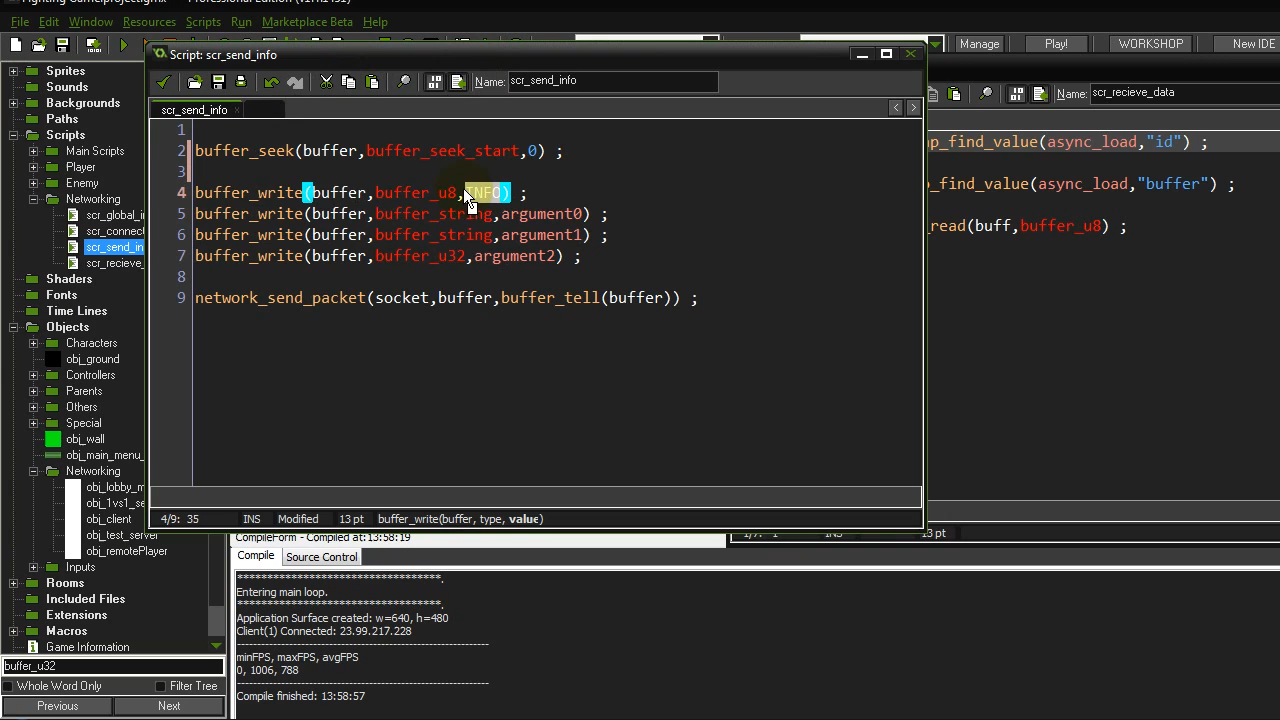 File Edit Window Resources Scripts Run Marketplace Beta Help
Manage Play! WORKSHOP New IDE
Script: scr_send_info
Name: scr_send_info
Name: scr_recieve_data
scr_send_info
1
2 buffer_seek(buffer,buffer_seek_start,0) ;
3
4 buffer_write(buffer,buffer_u8,INFO) ;
5 buffer_write(buffer,buffer_string,argument0) ;
6 buffer_write(buffer,buffer_string,argument1) ;
7 buffer_write(buffer,buffer_u32,argument2) ;
8
9 network_send_packet(socket,buffer,buffer_tell(buffer)) ;
4/9: 35 INS Modified 13 pt buffer_write(buffer, type, value)
p_find_value(async_load,"id") ;
p_find_value(async_load,"buffer") ;
_read(buff,buffer_u8) ;
1/7: 1 INS 13 pt
Sprites
Sounds
Backgrounds
Paths
Scripts
Main Scripts
Player
Enemy
Networking
scr_global_i
scr_connect
scr_send_in
scr_recieve_
Shaders
Fonts
Time Lines
Objects
Characters
obj_ground
Controllers
Parents
Others
Special
obj_wall
obj_main_menu_
Networking
obj_lobby_m
obj_1vs1_se
obj_client
obj_test_server
obj_remotePlayer
Inputs
Rooms
Included Files
Extensions
Macros
Game Information
buffer_u32
Whole Word Only Filter Tree
Previous Next
CompileForm - Compiled at:13:58:19
Compile Source Control
***********************************.
Entering main loop.
***********************************.
Application Surface created: w=640, h=480
Client(1) Connected: 23.99.217.228
minFPS, maxFPS, avgFPS
0, 1006, 788
Compile finished: 13:58:57